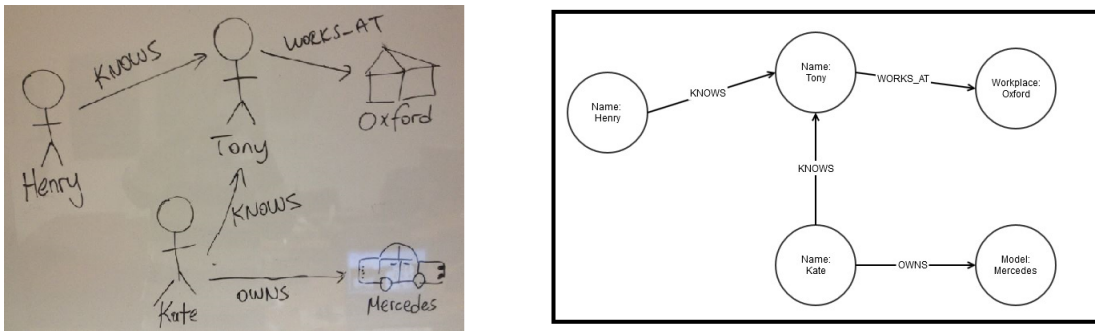 KNOWS
WORKS_AT
Oxford
Tony
Henry
KNOWS
Kate
OWNS
Mercedes
Name:
Tony
WORKS_AT
Workplace:
Oxford
KNOWS
Name:
Henry
KNOWS
Name:
Kate
OWNS
Model:
Mercedes